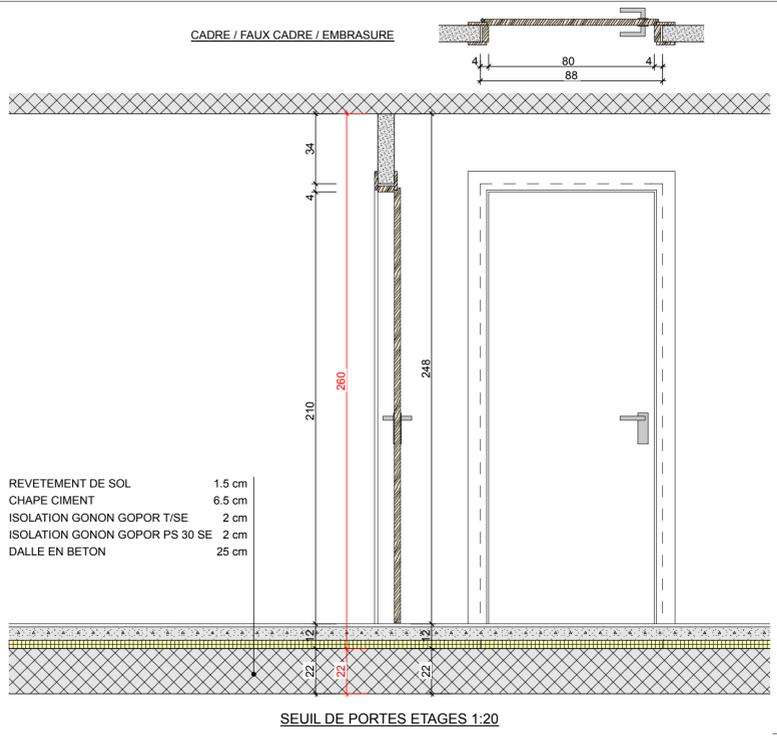 CADRE / FAUX CADRE / EMBRASURE
4 80 4
88
34
4
260
248
210
REVETEMENT DE SOL 1.5 cm
CHAPE CIMENT 6.5 cm
ISOLATION GONON GOPOR T/SE 2 cm
ISOLATION GONON GOPOR PS 30 SE 2 cm
DALLE EN BETON 25 cm
12 12
22 22 22
SEUIL DE PORTES ETAGES 1:20